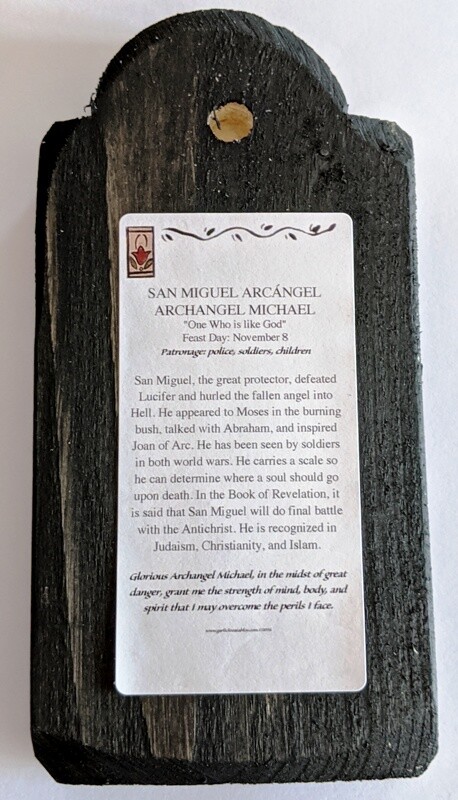 SAN MIGUEL ARCÁNGEL
ARCHANGEL MICHAEL
"One Who is like God"
Feast Day: November 8
Patronage: police, soldiers, children
San Miguel, the great protector, defeated
Lucifer and hurled the fallen angel into
Hell. He appeared to Moses in the burning
bush, talked with Abraham, and inspired
Joan of Arc. He has been seen by soldiers
in both world wars. He carries a scale so
he can determine where a soul should go
upon death. In the Book of Revelation, it
is said that San Miguel will do final battle
with the Antichrist. He is recognized in
Judaism, Christianity, and Islam.
Glorious Archangel Michael, in the midst of great
danger, grant me the strength of mind, body, and
spirit that I may overcome the perils I face.